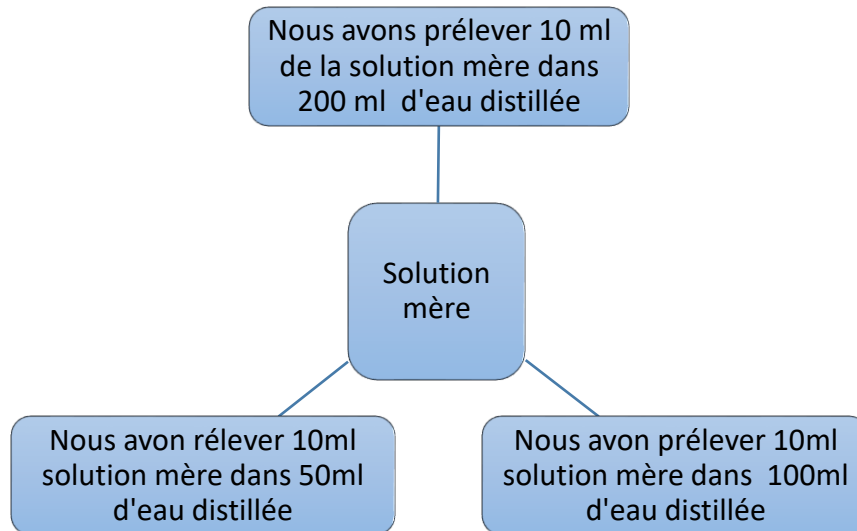 Nous avons prélever 10 ml
de la solution mère dans
200 ml d'eau distillée
Solution
mère
Nous avon rélever 10ml
solution mère dans 50ml
d'eau distillée
Nous avon prélever 10ml
solution mère dans 100ml
d'eau distillée